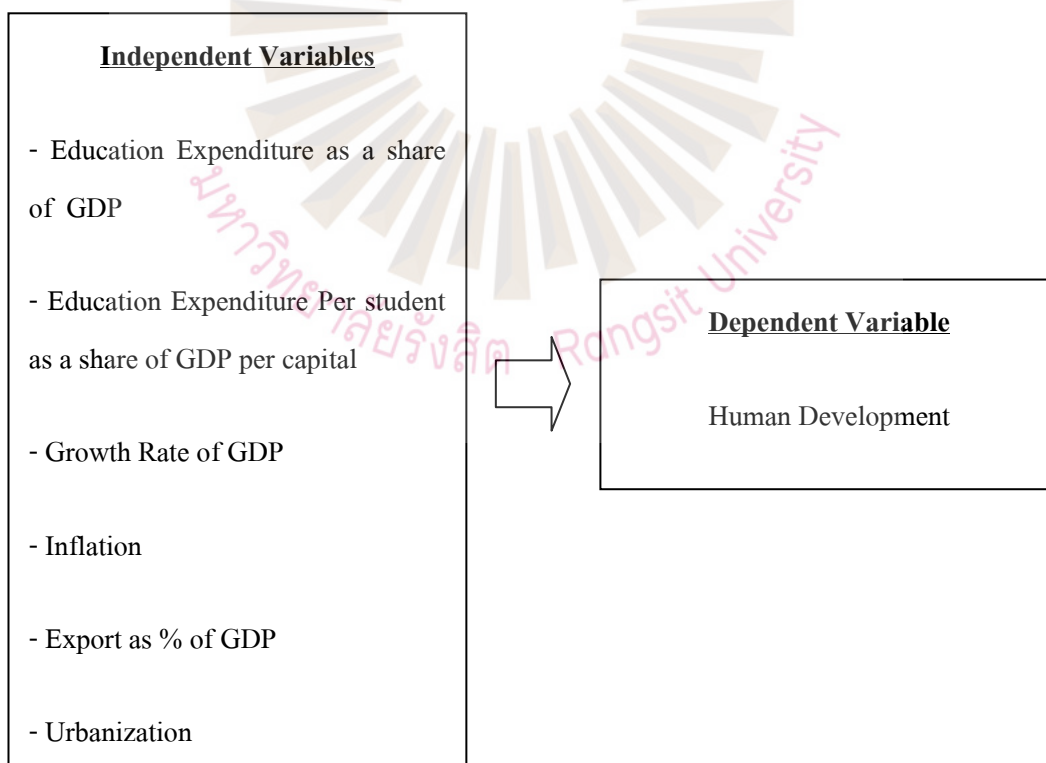 Independent Variables
- Education Expenditure as a share
of GDP
- Education Expenditure Per student
as a share of GDP per capital
- Growth Rate of GDP
- Inflation
- Export as % of GDP
- Urbanization
Dependent Variable
Human Development
มหาวิทยาลัยรังสิต Rangsit University